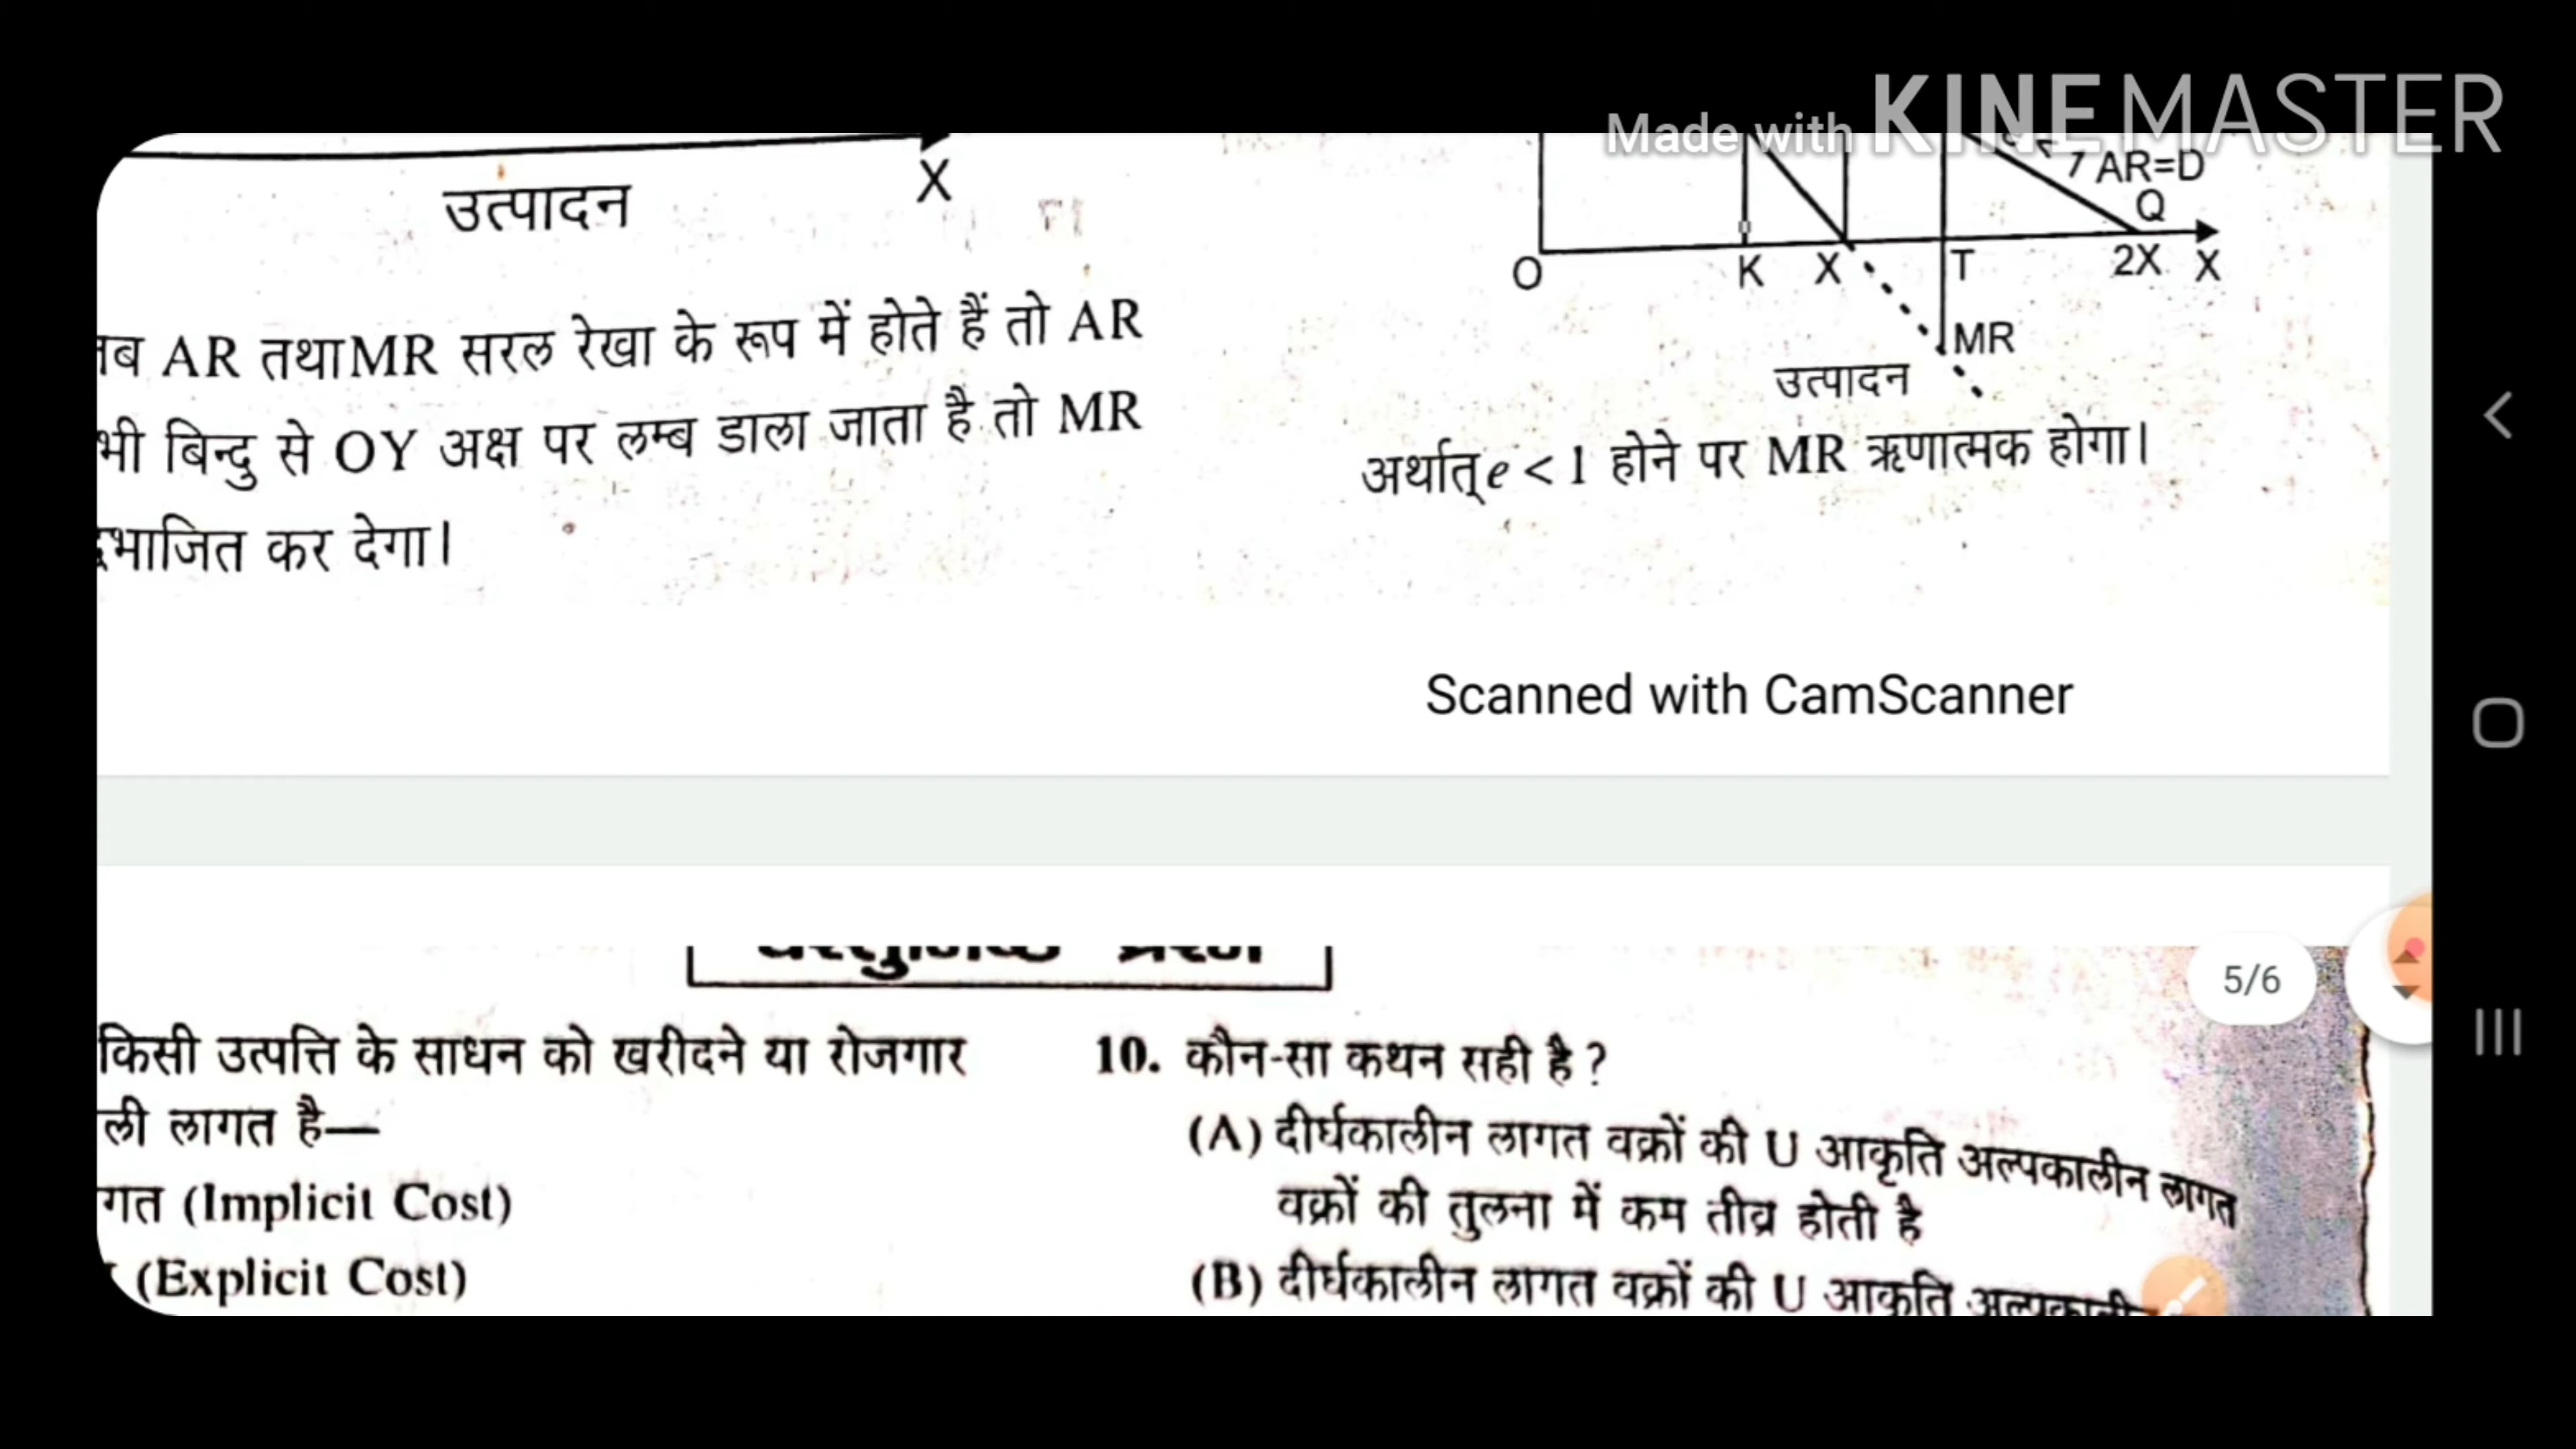 Made with KINEMASTER
X
उत्पादन
AR तथा MR सरल रेखा के रूप में होते हैं तो AR
भी बिन्दु से OY अक्ष पर लम्ब डाला जाता है तो MR
कर देगा।
< 1 AR=D
Q
O K X T 2X X
MR
उत्पादन
अर्थात् e < 1 होने पर MR ऋणात्मक होगा।
Scanned with CamScanner
5/6
किसी उत्पत्ति के साधन को खरीदने या रोजगार
लागत है—
(Implicit Cost)
(Explicit Cost)
10. कौन-सा कथन सही है ?
(A) दीर्घकालीन लागत वक्रों की U आकृति अल्पकालीन लागत
वक्रों की तुलना में कम तीव्र होती है
(B) दीर्घकालीन लागत वक्रों की U आकृति